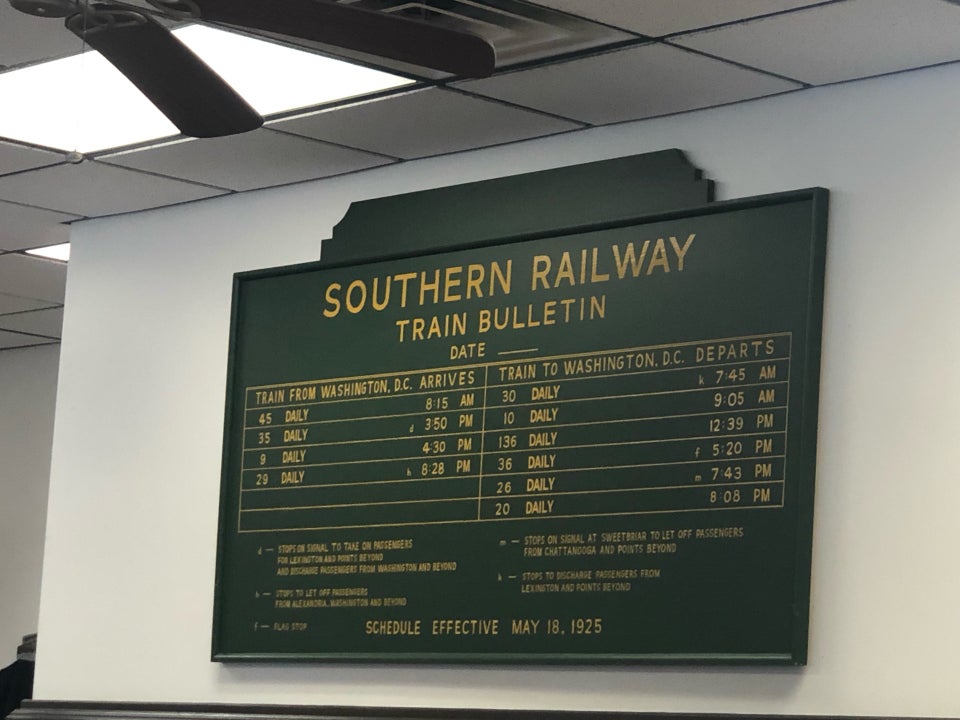 SOUTHERN RAILWAY
TRAIN BULLETIN
DATE
TRAIN FROM WASHINGTON, D.C. ARRIVES
45 DAILY 8:15 AM
35 DAILY d 3:50 PM
9 DAILY 4:30 PM
29 DAILY h 8:28 PM
TRAIN TO WASHINGTON, D.C. DEPARTS
30 DAILY k 7:45 AM
10 DAILY 9:05 AM
136 DAILY 12:39 PM
36 DAILY f 5:20 PM
26 DAILY m 7:43 PM
20 DAILY 8:08 PM
d — STOPS ON SIGNAL TO TAKE ON PASSENGERS
FOR LEXINGTON AND POINTS BEYOND
AND DISCHARGE PASSENGERS FROM WASHINGTON AND BEYOND
h — STOPS TO LET OFF PASSENGERS
FROM ALEXANDRIA, WASHINGTON AND BEYOND
f — FLAG STOP
m — STOPS ON SIGNAL AT SWEETBRIAR TO LET OFF PASSENGERS
FROM CHATTANOOGA AND POINTS BEYOND
k — STOPS TO DISCHARGE PASSENGERS FROM
LEXINGTON AND POINTS BEYOND
SCHEDULE EFFECTIVE MAY 18, 1925